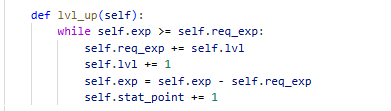 def lvl_up(self):
while self.exp >= self.req_exp:
self.req_exp += self.lvl
self.lvl += 1
self.exp = self.exp - self.req_exp
self.stat_point += 1